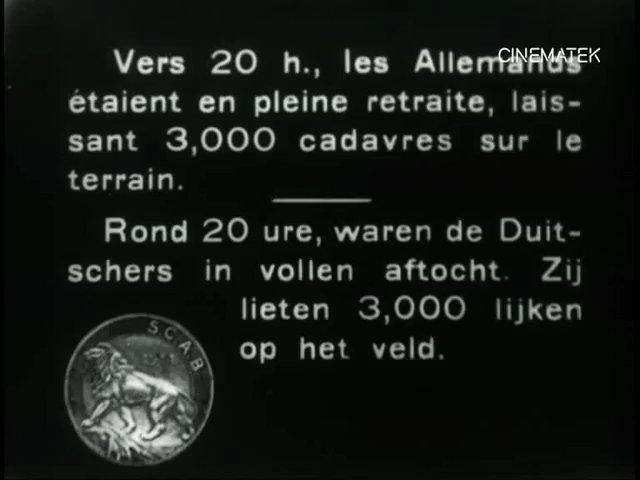 CINEMATEK
Vers 20 h., les Allemands
étaient en pleine retraite, lais-
sant 3,000 cadavres sur le
terrain.
Rond 20 ure, waren de Duit-
schers in vollen aftocht. Zij
lieten 3,000 lijken
op het veld.
SCAB